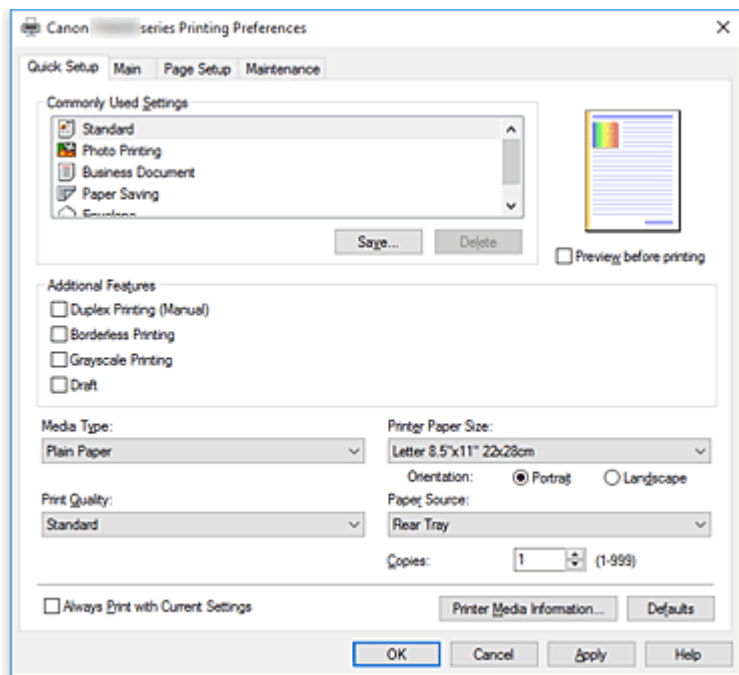 Canon series Printing Preferences
Quick Setup Main Page Setup Maintenance
Commonly Used Settings
Standard
Photo Printing
Business Document
Paper Saving
Envelope
Save... Delete
Preview before printing
Additional Features
Duplex Printing (Manual)
Borderless Printing
Grayscale Printing
Draft
Media Type: Printer Paper Size:
Plain Paper Letter 8.5"x11" 22x28cm
Orientation: Portrait Landscape
Print Quality: Paper Source:
Standard Rear Tray
Copies: 1 (1-999)
Always Print with Current Settings Printer Media Information... Defaults
OK Cancel Apply Help